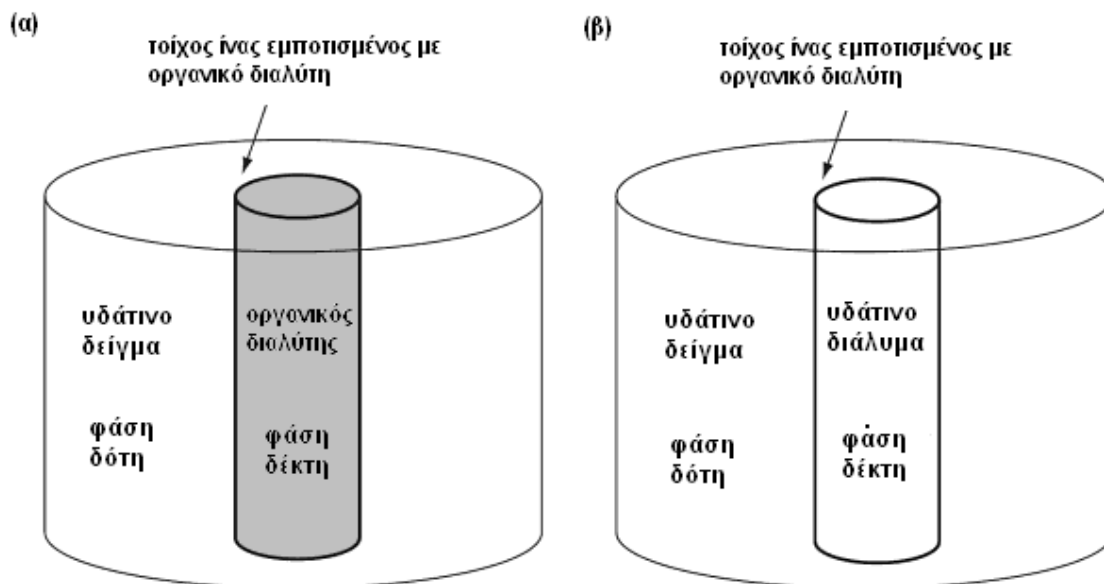 (α)
τοίχος ίνας εμποτισμένος με
οργανικό διαλύτη
υδάτινο
δείγμα
οργανικός
διαλύτης
φάση
δότη
φάση
δέκτη
(β)
τοίχος ίνας εμποτισμένος με
οργανικό διαλύτη
υδάτινο
δείγμα
υδάτινο
διάλυμα
φάση
δότη
φάση
δέκτη